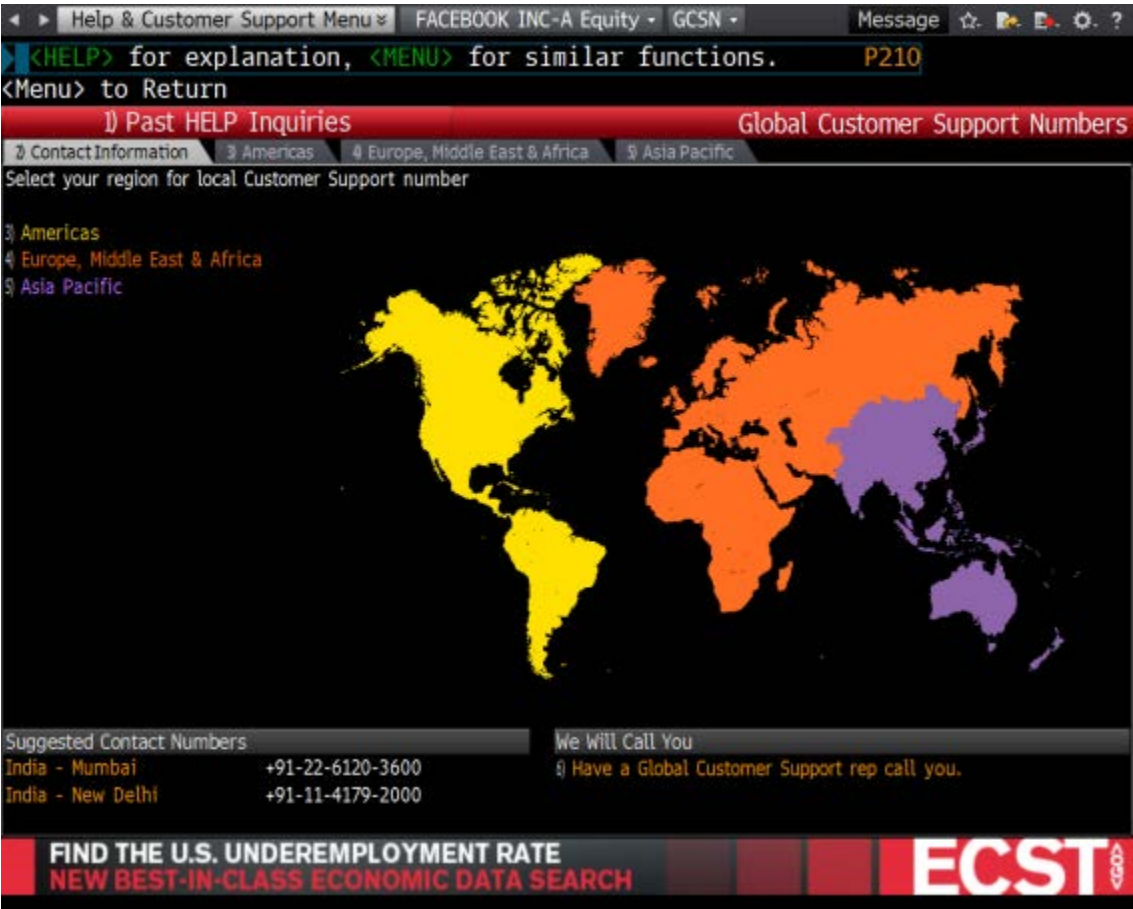 Help & Customer Support Menu FACEBOOK INC-A Equity GCSN Message ?
<HELP> for explanation, <MENU> for similar functions. P210
<Menu> to Return
1) Past HELP Inquiries Global Customer Support Numbers
2) Contact Information 3) Americas 4) Europe, Middle East & Africa 5) Asia Pacific
Select your region for local Customer Support number
3) Americas
4) Europe, Middle East & Africa
5) Asia Pacific
Suggested Contact Numbers We Will Call You
India - Mumbai +91-22-6120-3600 6) Have a Global Customer Support rep call you.
India - New Delhi +91-11-4179-2000
FIND THE U.S. UNDEREMPLOYMENT RATE
NEW BEST-IN-CLASS ECONOMIC DATA SEARCH
ECST